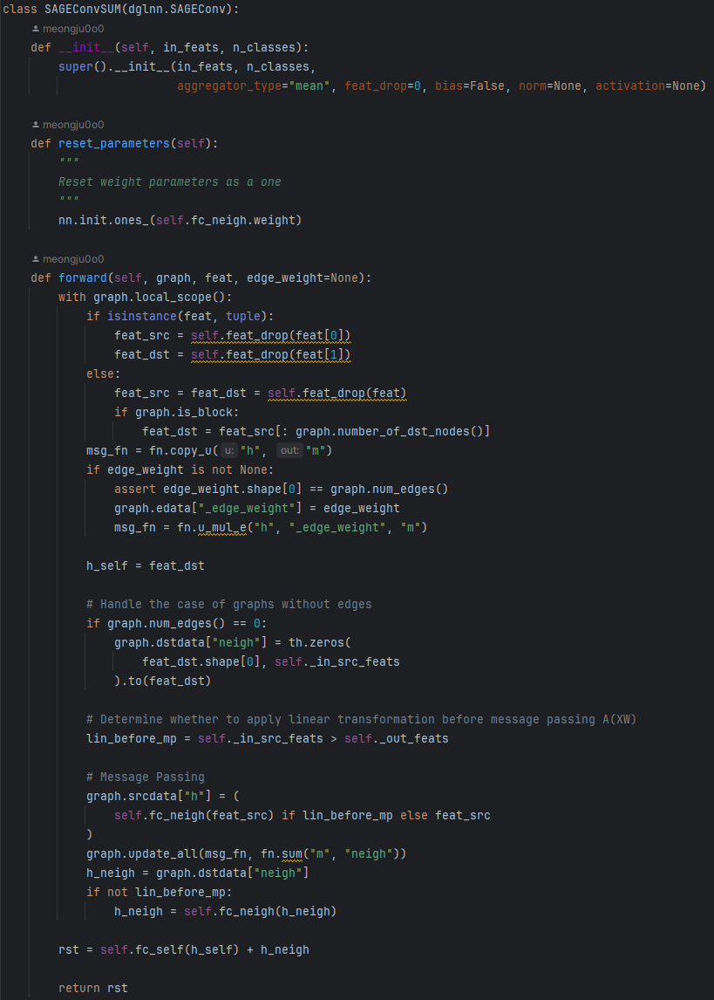 class SAGEConvSUM(dglnn.SAGEConv):
meongju0o0
def __init__(self, in_feats, n_classes):
super().__init__(in_feats, n_classes,
aggregator_type="mean", feat_drop=0, bias=False, norm=None, activation=None)
meongju0o0
def reset_parameters(self):
"""
Reset weight parameters as a one
"""
nn.init.ones_(self.fc_neigh.weight)
meongju0o0
def forward(self, graph, feat, edge_weight=None):
with graph.local_scope():
if isinstance(feat, tuple):
feat_src = self.feat_drop(feat[0])
feat_dst = self.feat_drop(feat[1])
else:
feat_src = feat_dst = self.feat_drop(feat)
if graph.is_block:
feat_dst = feat_src[: graph.number_of_dst_nodes()]
msg_fn = fn.copy_u( u: "h", out: "m")
if edge_weight is not None:
assert edge_weight.shape[0] == graph.num_edges()
graph.edata["_edge_weight"] = edge_weight
msg_fn = fn.u_mul_e("h", "_edge_weight", "m")
h_self = feat_dst
# Handle the case of graphs without edges
if graph.num_edges() == 0:
graph.dstdata["neigh"] = th.zeros(
feat_dst.shape[0], self._in_src_feats
).to(feat_dst)
# Determine whether to apply linear transformation before message passing A(XW)
lin_before_mp = self._in_src_feats > self._out_feats
# Message Passing
graph.srcdata["h"] = (
self.fc_neigh(feat_src) if lin_before_mp else feat_src
)
graph.update_all(msg_fn, fn.sum("m", "neigh"))
h_neigh = graph.dstdata["neigh"]
if not lin_before_mp:
h_neigh = self.fc_neigh(h_neigh)
rst = self.fc_self(h_self) + h_neigh
return rst